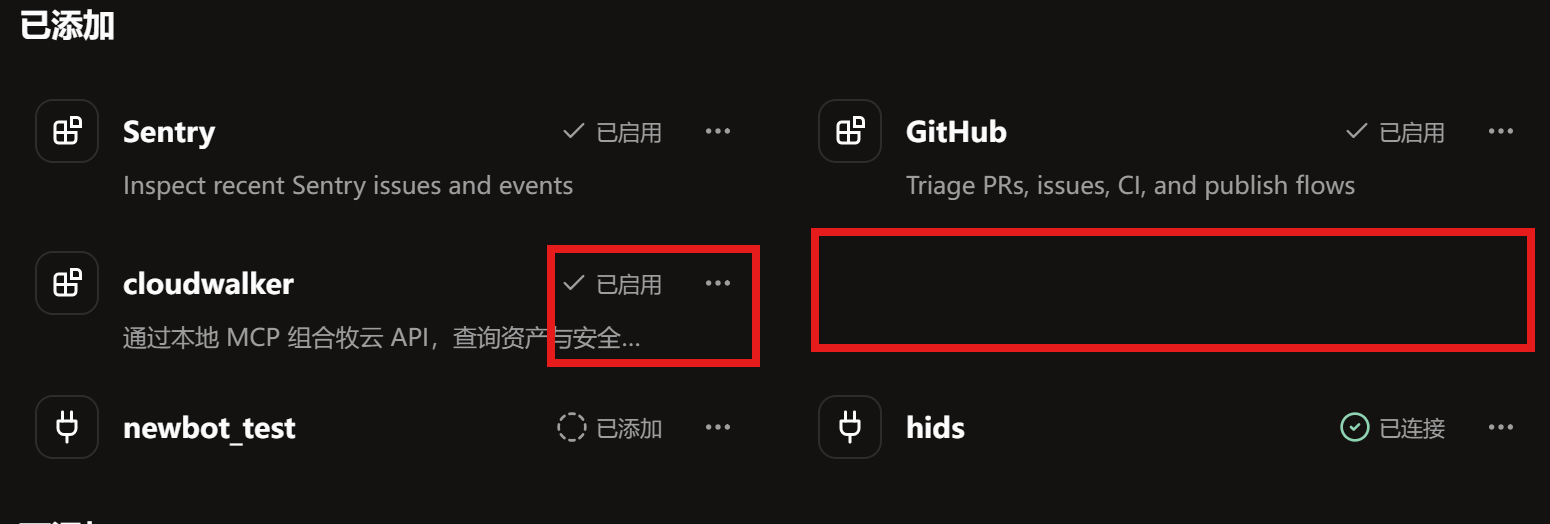 已添加
Sentry 已启用 ...
Inspect recent Sentry issues and events
GitHub 已启用 ...
Triage PRs, issues, CI, and publish flows
cloudwalker 已启用 ...
通过本地 MCP 组合牧云 API，查询资产与安全...
newbot_test 已添加 ...
hids 已连接 ...